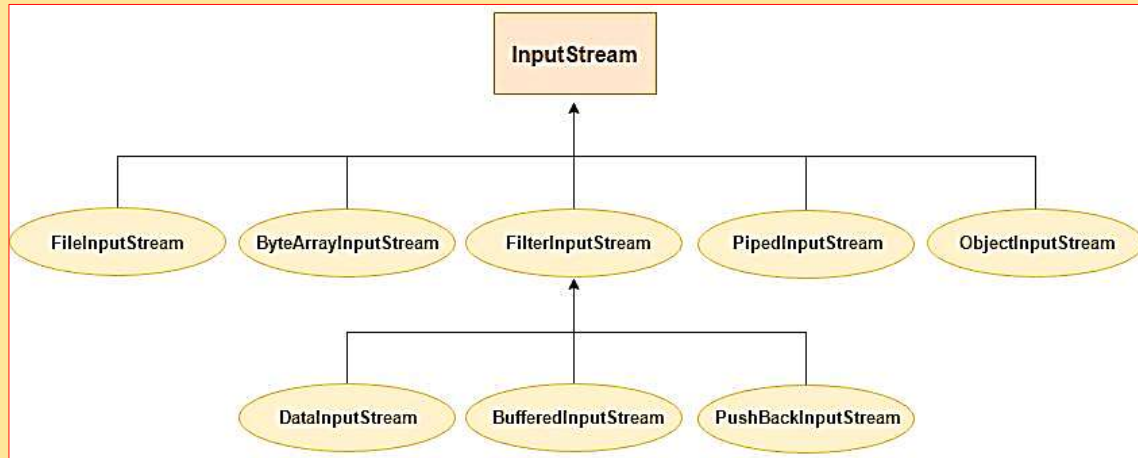 InputStream
FileInputStream ByteArrayInputStream FilterInputStream PipedInputStream ObjectInputStream
DataInputStream BufferedInputStream PushBackInputStream